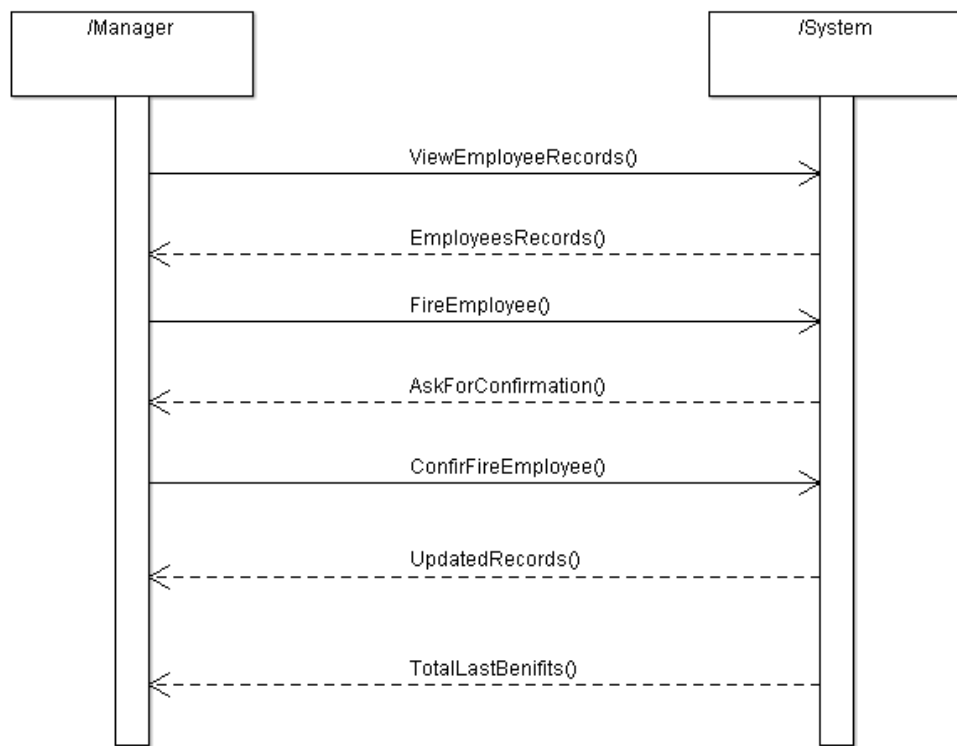 /Manager
/System
ViewEmployeeRecords()
EmployeesRecords()
FireEmployee()
AskForConfirmation()
ConfirFireEmployee()
UpdatedRecords()
TotalLastBenifits()